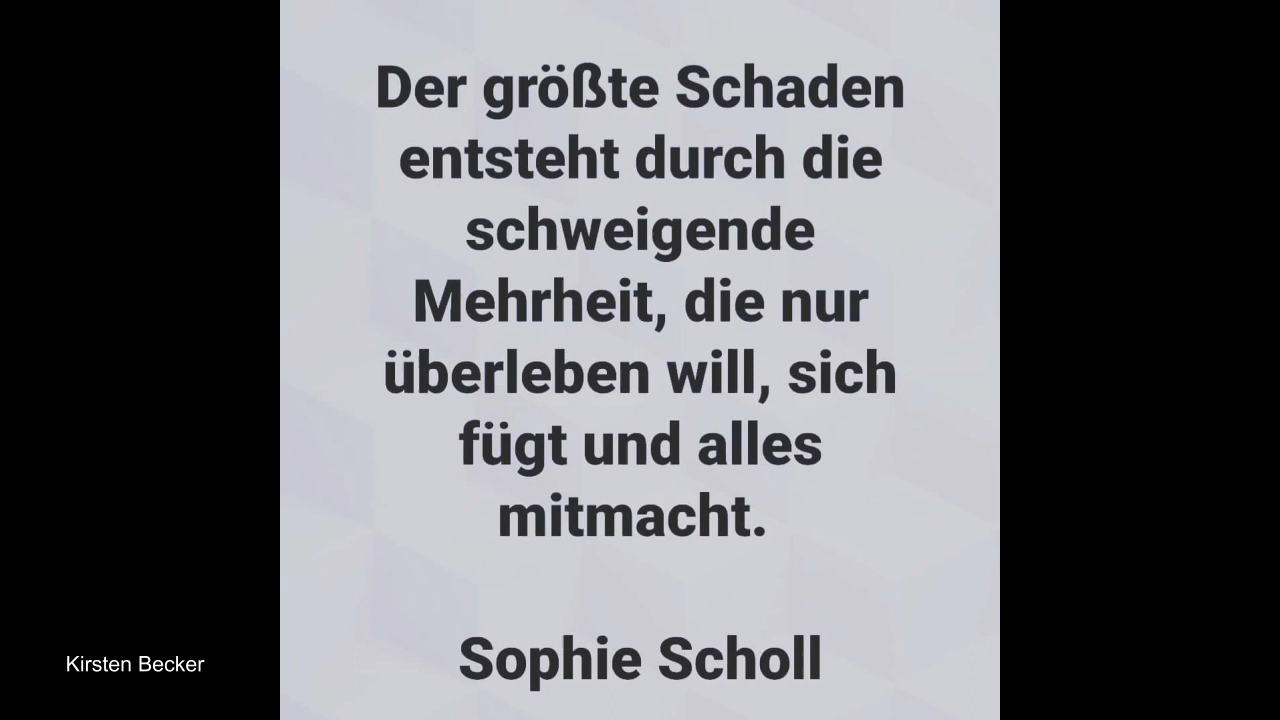 Der größte Schaden
entsteht durch die
schweigende
Mehrheit, die nur
überleben will, sich
fügt und alles
mitmacht.
Sophie Scholl
Kirsten Becker